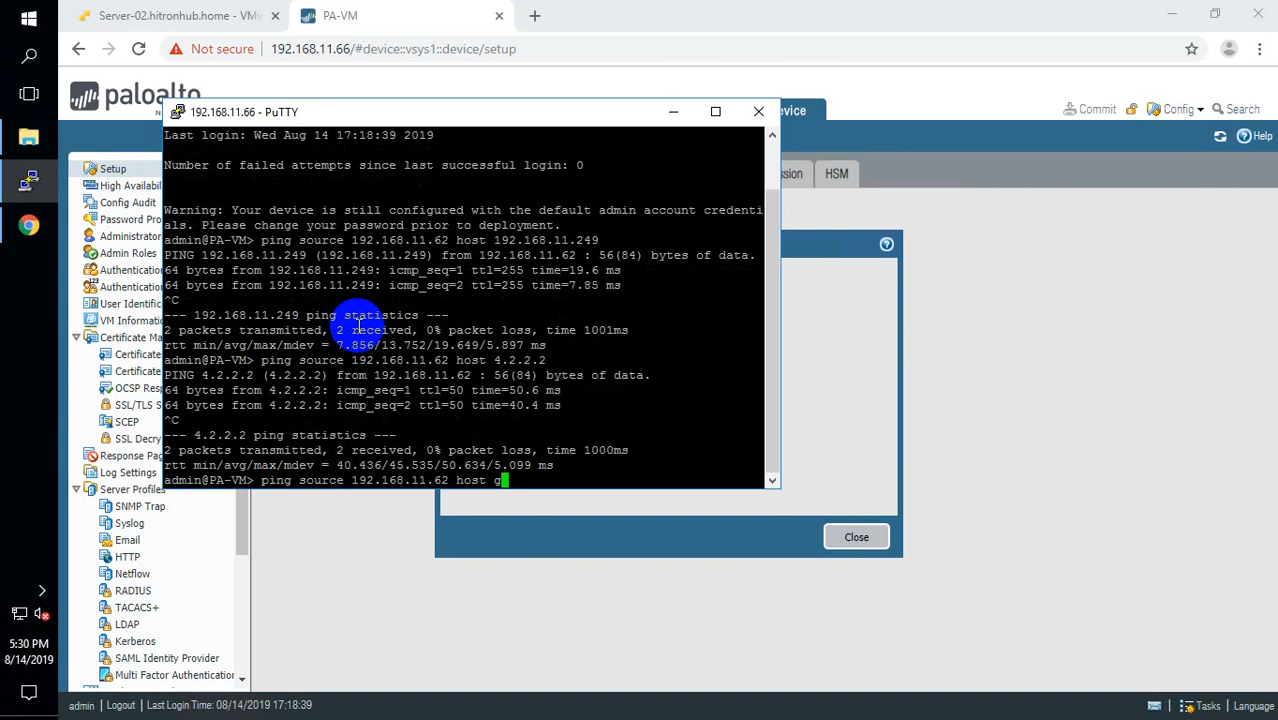 Server-02.hitronhub.home - VMw
PA-VM
Not secure
192.168.11.66/#device::vsys1::device/setup
paloalto
Commit
Config
Search
192.168.11.66 - PuTTY
evice
Help
Last login: Wed Aug 14 17:18:39 2019
Number of failed attempts since last successful login: 0
Warning: Your device is still configured with the default admin account credenti
als. Please change your password prior to deployment.
admin@PA-VM> ping source 192.168.11.62 host 192.168.11.249
PING 192.168.11.249 (192.168.11.249) from 192.168.11.62 : 56(84) bytes of data.
64 bytes from 192.168.11.249: icmp_seq=1 ttl=255 time=19.6 ms
64 bytes from 192.168.11.249: icmp_seq=2 ttl=255 time=7.85 ms
^C
--- 192.168.11.249 ping statistics ---
2 packets transmitted, 2 received, 0% packet loss, time 1001ms
rtt min/avg/max/mdev = 7.856/13.752/19.649/5.897 ms
admin@PA-VM> ping source 192.168.11.62 host 4.2.2.2
PING 4.2.2.2 (4.2.2.2) from 192.168.11.62 : 56(84) bytes of data.
64 bytes from 4.2.2.2: icmp_seq=1 ttl=50 time=50.6 ms
64 bytes from 4.2.2.2: icmp_seq=2 ttl=50 time=40.4 ms
^C
--- 4.2.2.2 ping statistics ---
2 packets transmitted, 2 received, 0% packet loss, time 1000ms
rtt min/avg/max/mdev = 40.436/45.535/50.634/5.099 ms
admin@PA-VM> ping source 192.168.11.62 host g
ssion
HSM
Setup
High Availabi
Config Audit
Password Pro
Administrator
Admin Roles
Authentication
Authentication
User Identific
VM Informatio
Certificate Ma
Certificate
Certificate
OCSP Resp
SSL/TLS S
SCEP
SSL Decry
Response Page
Log Settings
Server Profiles
SNMP Trap
Syslog
Email
HTTP
Netflow
RADIUS
TACACS+
LDAP
Kerberos
SAML Identity Provider
Multi Factor Authentication
Close
5:30 PM
8/14/2019
admin
Logout
Last Login Time: 08/14/2019 17:18:39
Tasks
Language